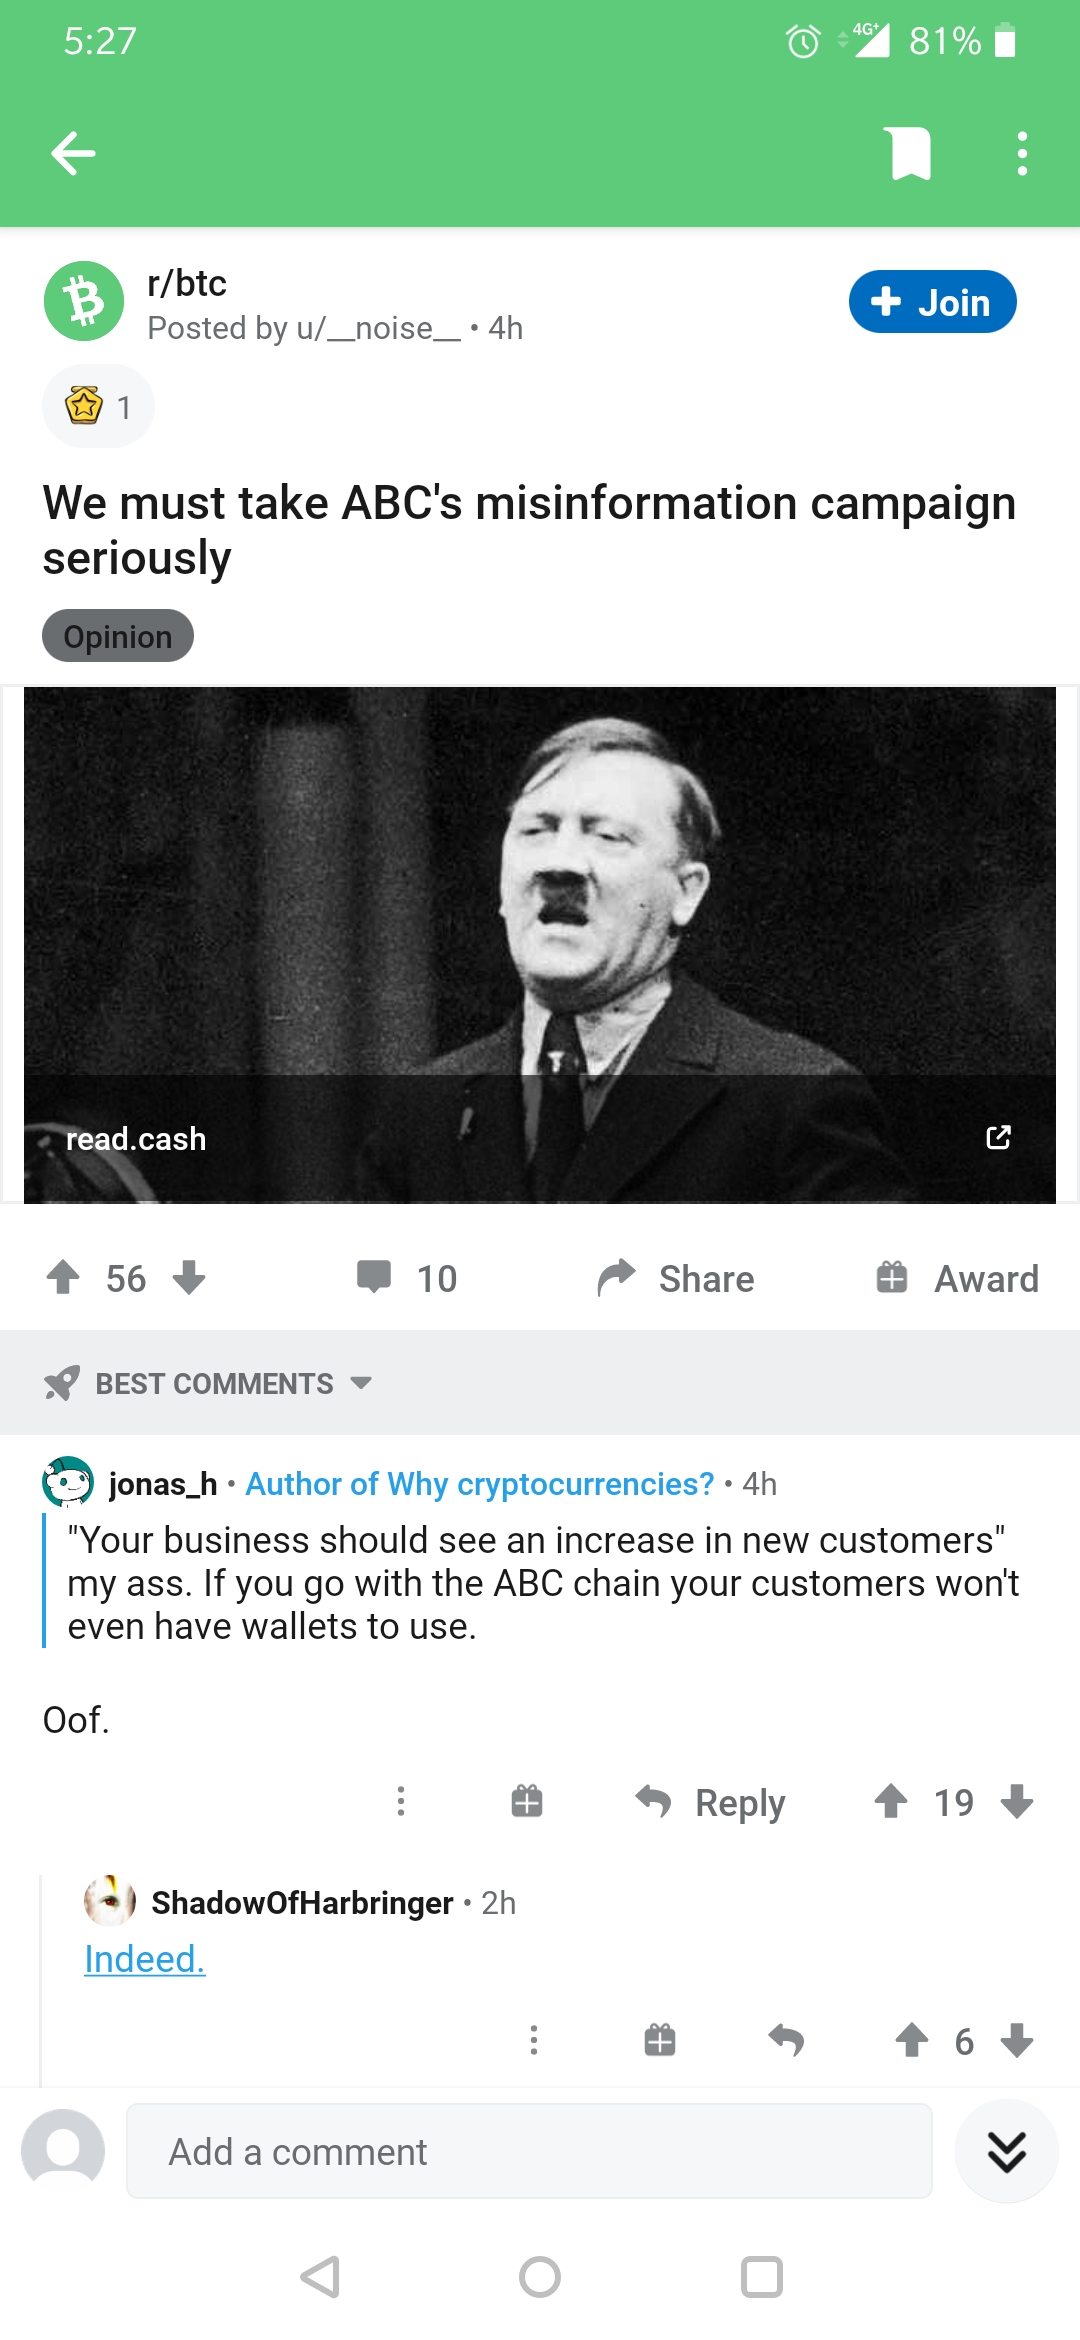 5:27
4G+ 81%
r/btc
Posted by u/__noise__ • 4h
+ Join
1
We must take ABC's misinformation campaign
seriously
Opinion
read.cash
56
10
Share
Award
BEST COMMENTS
jonas_h • Author of Why cryptocurrencies? • 4h
"Your business should see an increase in new customers"
my ass. If you go with the ABC chain your customers won't
even have wallets to use.
Oof.
Reply
19
ShadowOfHarbringer • 2h
Indeed.
6
Add a comment